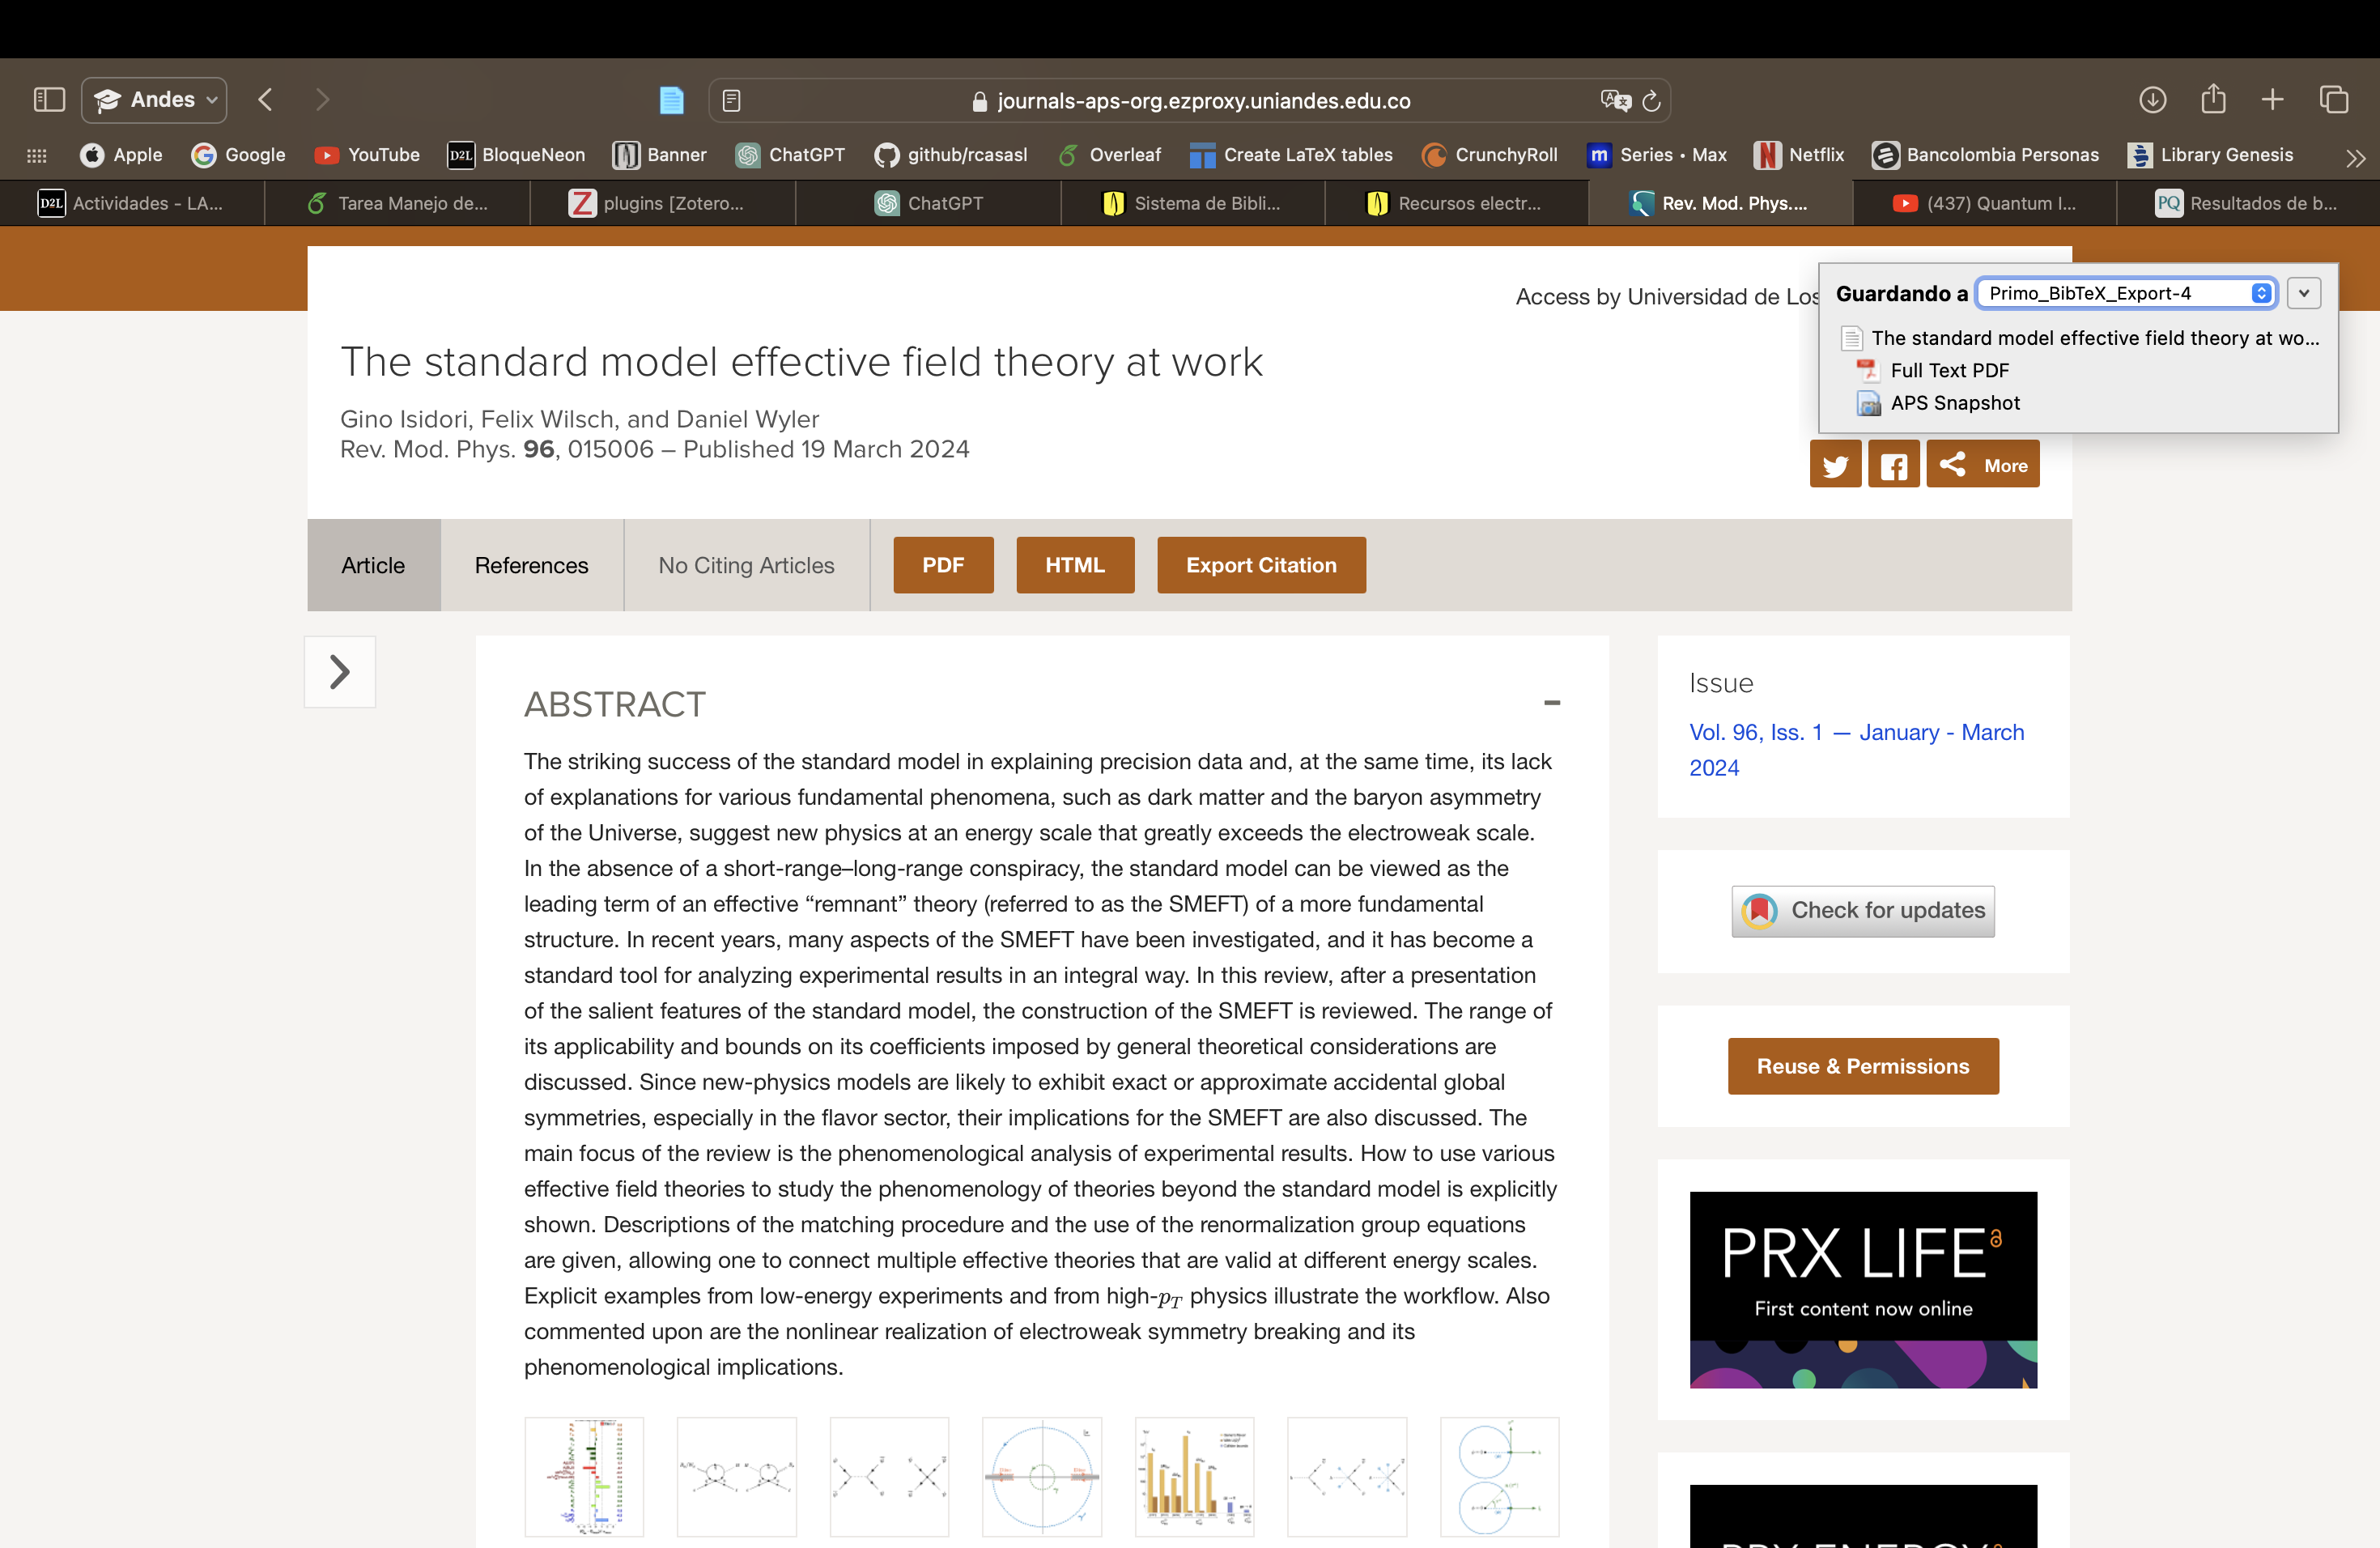 Andes
journals-aps-org.ezproxy.uniandes.edu.co
Apple Google YouTube D2L BloqueNeon Banner ChatGPT github/rcasasl Overleaf Create LaTeX tables CrunchyRoll m Series • Max N Netflix Bancolombia Personas Library Genesis
D2L Actividades - LA... Tarea Manejo de... Z plugins [Zotero... ChatGPT Sistema de Bibli... Recursos electr... Rev. Mod. Phys.... (437) Quantum I... PQ Resultados de b...
Access by Universidad de Los
Guardando a Primo_BibTeX_Export-4
The standard model effective field theory at wo...
Full Text PDF
APS Snapshot
The standard model effective field theory at work
Gino Isidori, Felix Wilsch, and Daniel Wyler
Rev. Mod. Phys. 96, 015006 – Published 19 March 2024
More
Article References No Citing Articles PDF HTML Export Citation
ABSTRACT
The striking success of the standard model in explaining precision data and, at the same time, its lack
of explanations for various fundamental phenomena, such as dark matter and the baryon asymmetry
of the Universe, suggest new physics at an energy scale that greatly exceeds the electroweak scale.
In the absence of a short-range–long-range conspiracy, the standard model can be viewed as the
leading term of an effective “remnant” theory (referred to as the SMEFT) of a more fundamental
structure. In recent years, many aspects of the SMEFT have been investigated, and it has become a
standard tool for analyzing experimental results in an integral way. In this review, after a presentation
of the salient features of the standard model, the construction of the SMEFT is reviewed. The range of
its applicability and bounds on its coefficients imposed by general theoretical considerations are
discussed. Since new-physics models are likely to exhibit exact or approximate accidental global
symmetries, especially in the flavor sector, their implications for the SMEFT are also discussed. The
main focus of the review is the phenomenological analysis of experimental results. How to use various
effective field theories to study the phenomenology of theories beyond the standard model is explicitly
shown. Descriptions of the matching procedure and the use of the renormalization group equations
are given, allowing one to connect multiple effective theories that are valid at different energy scales.
Explicit examples from low-energy experiments and from high-pT physics illustrate the workflow. Also
commented upon are the nonlinear realization of electroweak symmetry breaking and its
phenomenological implications.
Issue
Vol. 96, Iss. 1 — January - March
2024
Check for updates
Reuse & Permissions
PRX LIFE
First content now online
PRX ENERGY